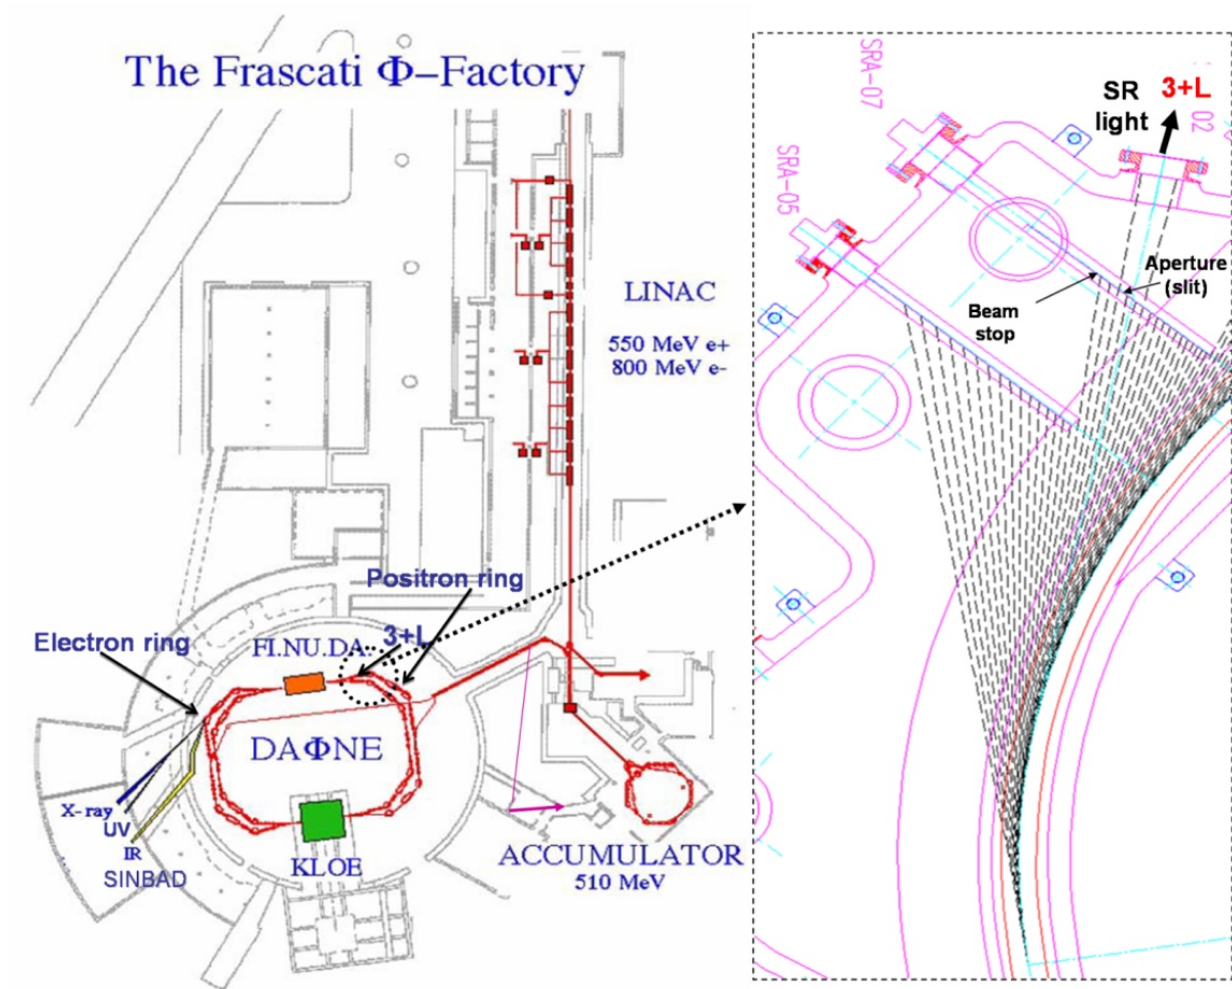 The Frascati Φ–Factory
LINAC
550 MeV e+
800 MeV e-
Positron ring
Electron ring
FI.NU.DA.
3+L
DAΦNE
X-ray
UV
IR
SINBAD
KLOE
ACCUMULATOR
510 MeV
SRA-07
SRA-05
SR
light
3+L
02
Aperture
(slit)
Beam
stop